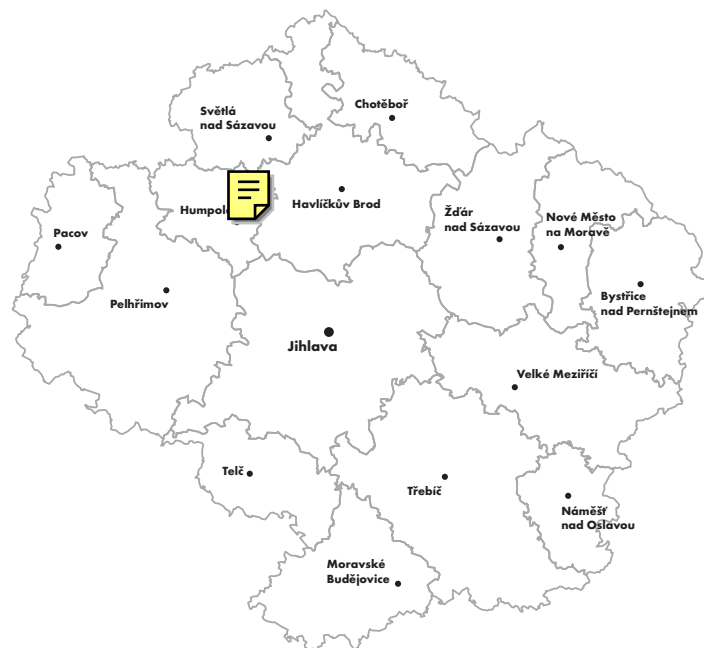 Světlá
nad Sázavou
Chotěboř
Humpol
Havlíčkův Brod
Žďár
nad Sázavou
Nové Město
na Moravě
Pacov
Pelhřimov
Bystřice
nad Pernštejnem
Jihlava
Velké Meziříčí
Telč
Třebíč
Náměšť
nad Oslavou
Moravské
Budějovice